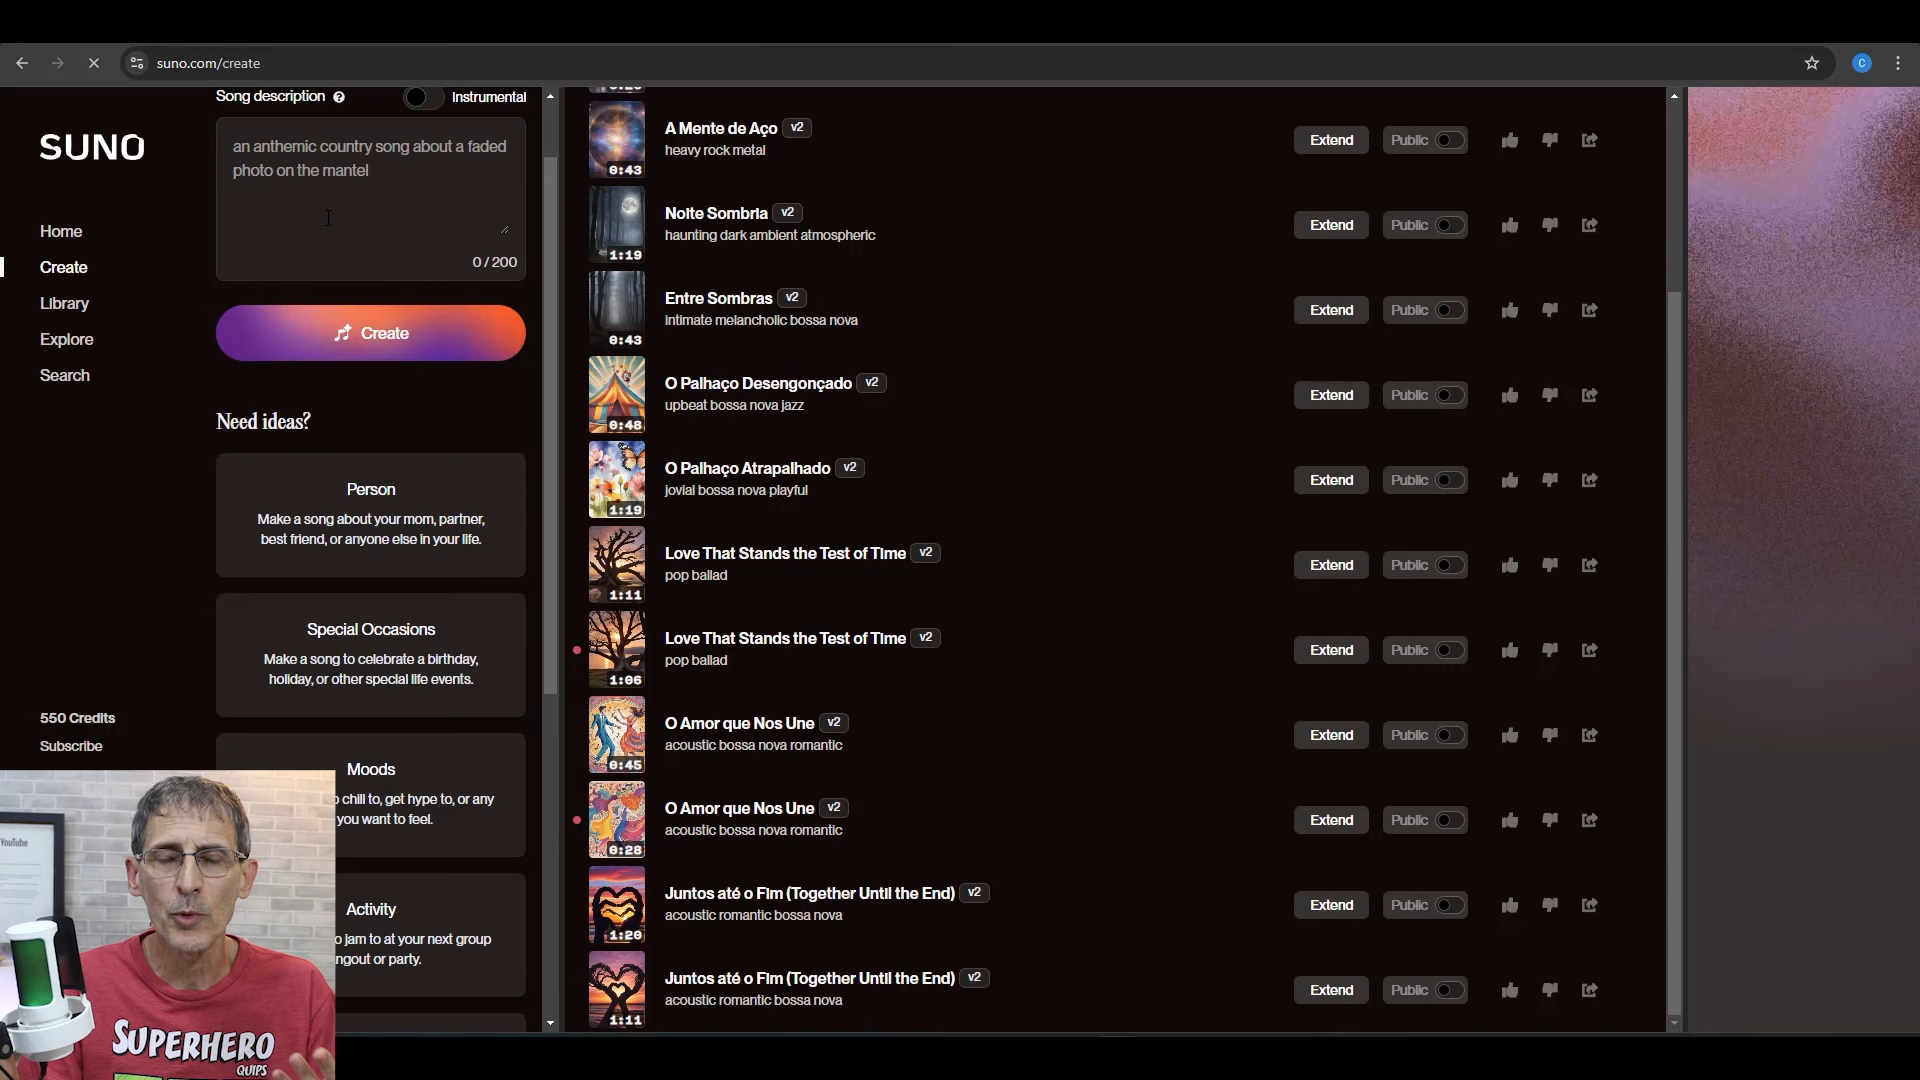 suno.com/create
C
SUNO
Home
Create
Library
Explore
Search
550 Credits
Subscribe
Song description
Instrumental
an anthemic country song about a faded
photo on the mantel
0 / 200
Create
Need ideas?
Person
Make a song about your mom, partner,
best friend, or anyone else in your life.
Special Occasions
Make a song to celebrate a birthday,
holiday, or other special life events.
Moods
chill to, get hype to, or any
you want to feel.
Activity
o jam to at your next group
ngout or party.
A Mente de Aço v2
heavy rock metal
0:43
Extend Public
Noite Sombria v2
haunting dark ambient atmospheric
1:19
Extend Public
Entre Sombras v2
intimate melancholic bossa nova
0:43
Extend Public
O Palhaço Desengonçado v2
upbeat bossa nova jazz
0:48
Extend Public
O Palhaço Atrapalhado v2
jovial bossa nova playful
1:19
Extend Public
Love That Stands the Test of Time v2
pop ballad
1:11
Extend Public
Love That Stands the Test of Time v2
pop ballad
1:06
Extend Public
O Amor que Nos Une v2
acoustic bossa nova romantic
0:45
Extend Public
O Amor que Nos Une v2
acoustic bossa nova romantic
0:28
Extend Public
Juntos até o Fim (Together Until the End) v2
acoustic romantic bossa nova
1:20
Extend Public
Juntos até o Fim (Together Until the End) v2
acoustic romantic bossa nova
1:11
Extend Public
YouTube
SUPERHERO
QUIPS